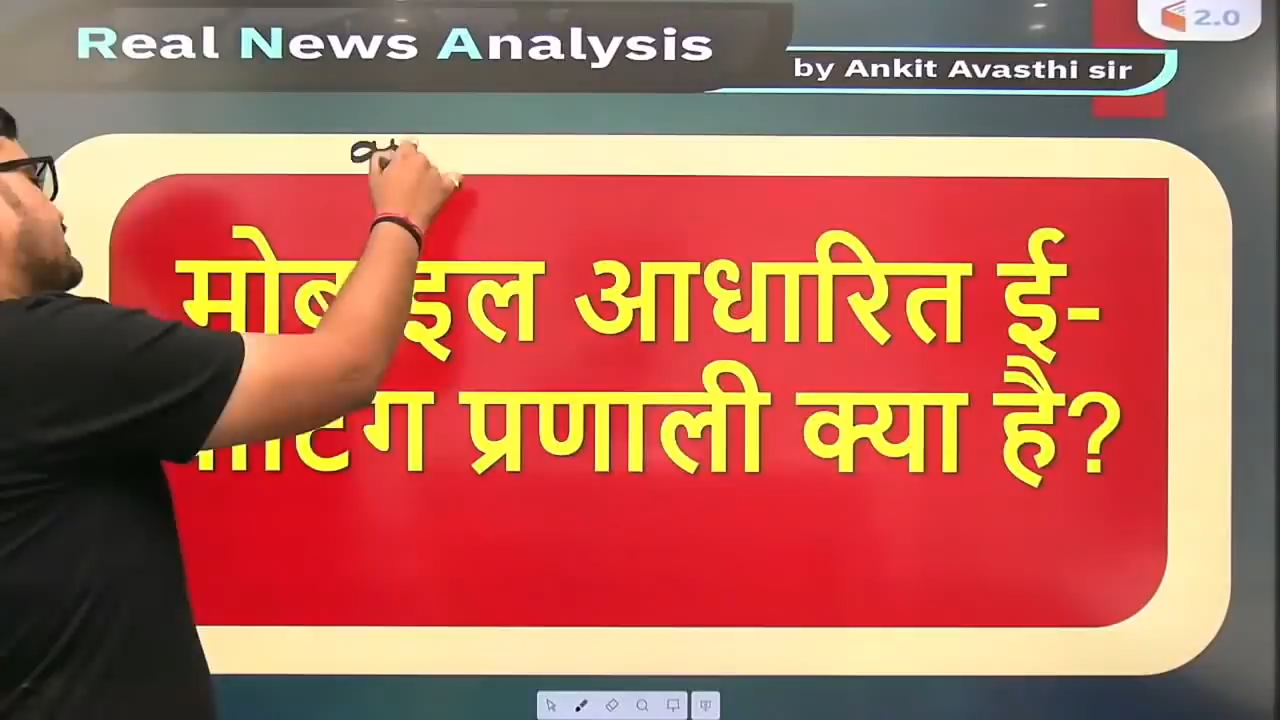 Real News Analysis
by Ankit Avasthi sir
2.0
आधारित ई-
प्रणाली क्या है?